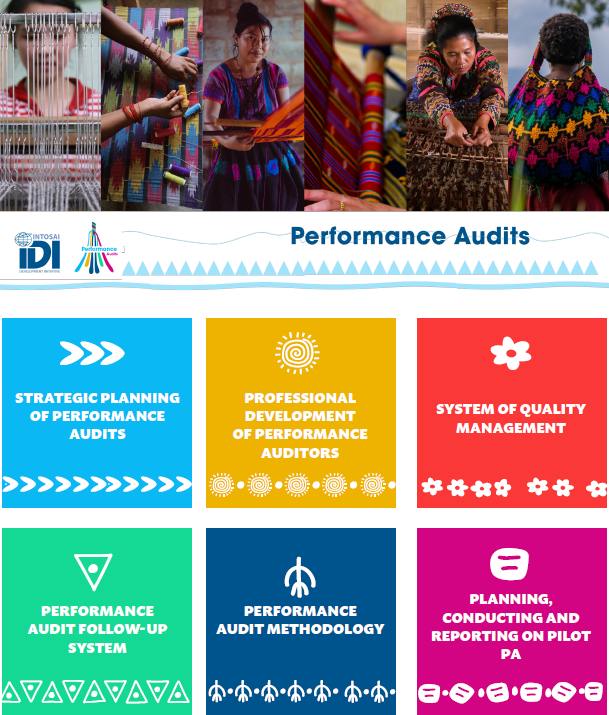 Performance Audits
INTOSAI
IDI
DEVELOPMENT INITIATIVE
Performance
Audits
STRATEGIC PLANNING
OF PERFORMANCE
AUDITS
PROFESSIONAL
DEVELOPMENT
OF PERFORMANCE
AUDITORS
SYSTEM OF QUALITY
MANAGEMENT
PERFORMANCE
AUDIT FOLLOW-UP
SYSTEM
PERFORMANCE
AUDIT METHODOLOGY
PLANNING,
CONDUCTING AND
REPORTING ON PILOT
PA